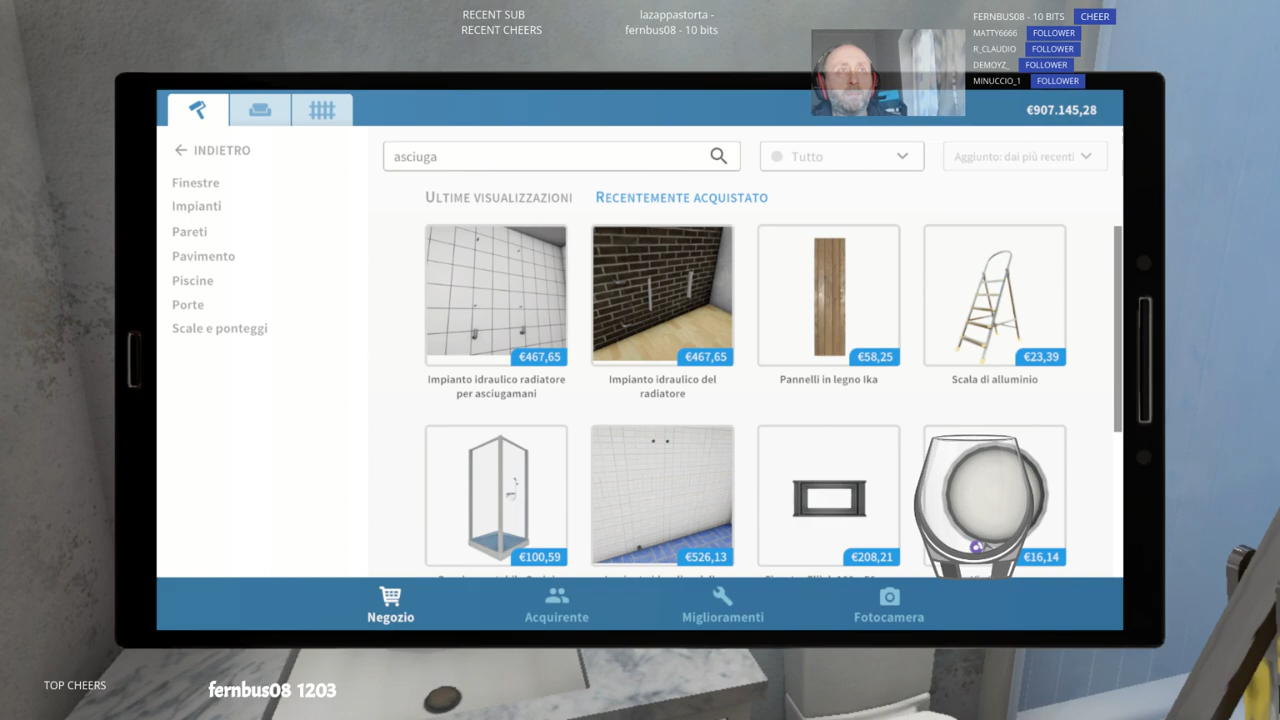 RECENT SUB
lazappastorta -
RECENT CHEERS
fernbus08 - 10 bits
FERNBUS08 - 10 BITS CHEER
MATTY6666 FOLLOWER
R_CLAUDIO FOLLOWER
DEMOYZ_ FOLLOWER
MINUCCIO_1 FOLLOWER
€907.145,28
INDIETRO
Finestre
Impianti
Pareti
Pavimento
Piscine
Porte
Scale e ponteggi
asciuga
Tutto
Aggiunto: dai più recenti
ULTIME VISUALIZZAZIONI
RECENTEMENTE ACQUISTATO
€467,65
Impianto idraulico radiatore
per asciugamani
€467,65
Impianto idraulico del
radiatore
€58,25
Pannelli in legno Ika
€23,39
Scala di alluminio
€100,59
€526,13
€208,21
€16,14
Negozio
Acquirente
Miglioramenti
Fotocamera
TOP CHEERS
fernbus08 1203